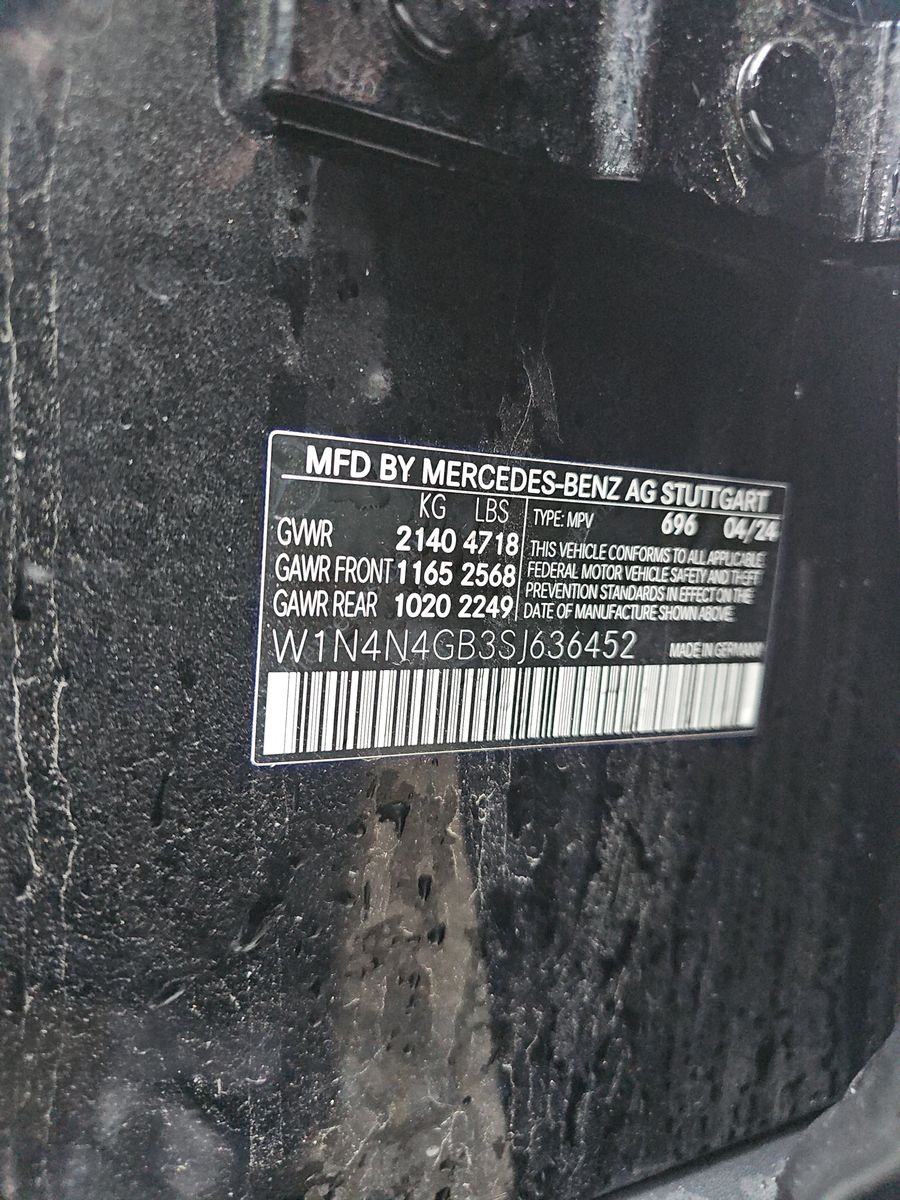 MFD BY MERCEDES-BENZ AG STUTTGART
KG LBS
GVWR 2140 4718
GAWR FRONT 1165 2568
GAWR REAR 1020 2249
TYPE: MPV 696 04/24
THIS VEHICLE CONFORMS TO ALL APPLICABLE
FEDERAL MOTOR VEHICLE SAFETY AND THEFT
PREVENTION STANDARDS IN EFFECT ON THE
DATE OF MANUFACTURE SHOWN ABOVE.
W1N4N4GB3SJ636452 MADE IN GERMANY